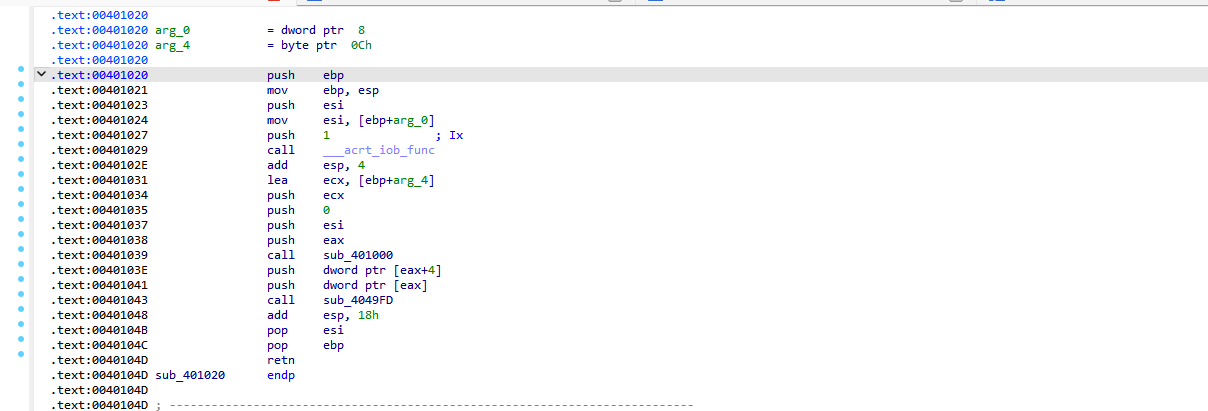 .text:00401020
.text:00401020 arg_0           = dword ptr  8
.text:00401020 arg_4           = byte ptr  0Ch
.text:00401020
.text:00401020                 push    ebp
.text:00401021                 mov     ebp, esp
.text:00401023                 push    esi
.text:00401024                 mov     esi, [ebp+arg_0]
.text:00401027                 push    1               ; Ix
.text:00401029                 call    ___acrt_iob_func
.text:0040102E                 add     esp, 4
.text:00401031                 lea     ecx, [ebp+arg_4]
.text:00401034                 push    ecx
.text:00401035                 push    0
.text:00401037                 push    esi
.text:00401038                 push    eax
.text:00401039                 call    sub_401000
.text:0040103E                 push    dword ptr [eax+4]
.text:00401041                 push    dword ptr [eax]
.text:00401043                 call    sub_4049FD
.text:00401048                 add     esp, 18h
.text:0040104B                 pop     esi
.text:0040104C                 pop     ebp
.text:0040104D                 retn
.text:0040104D sub_401020      endp
.text:0040104D
.text:0040104D ; ---------------------------------------------------------------------------